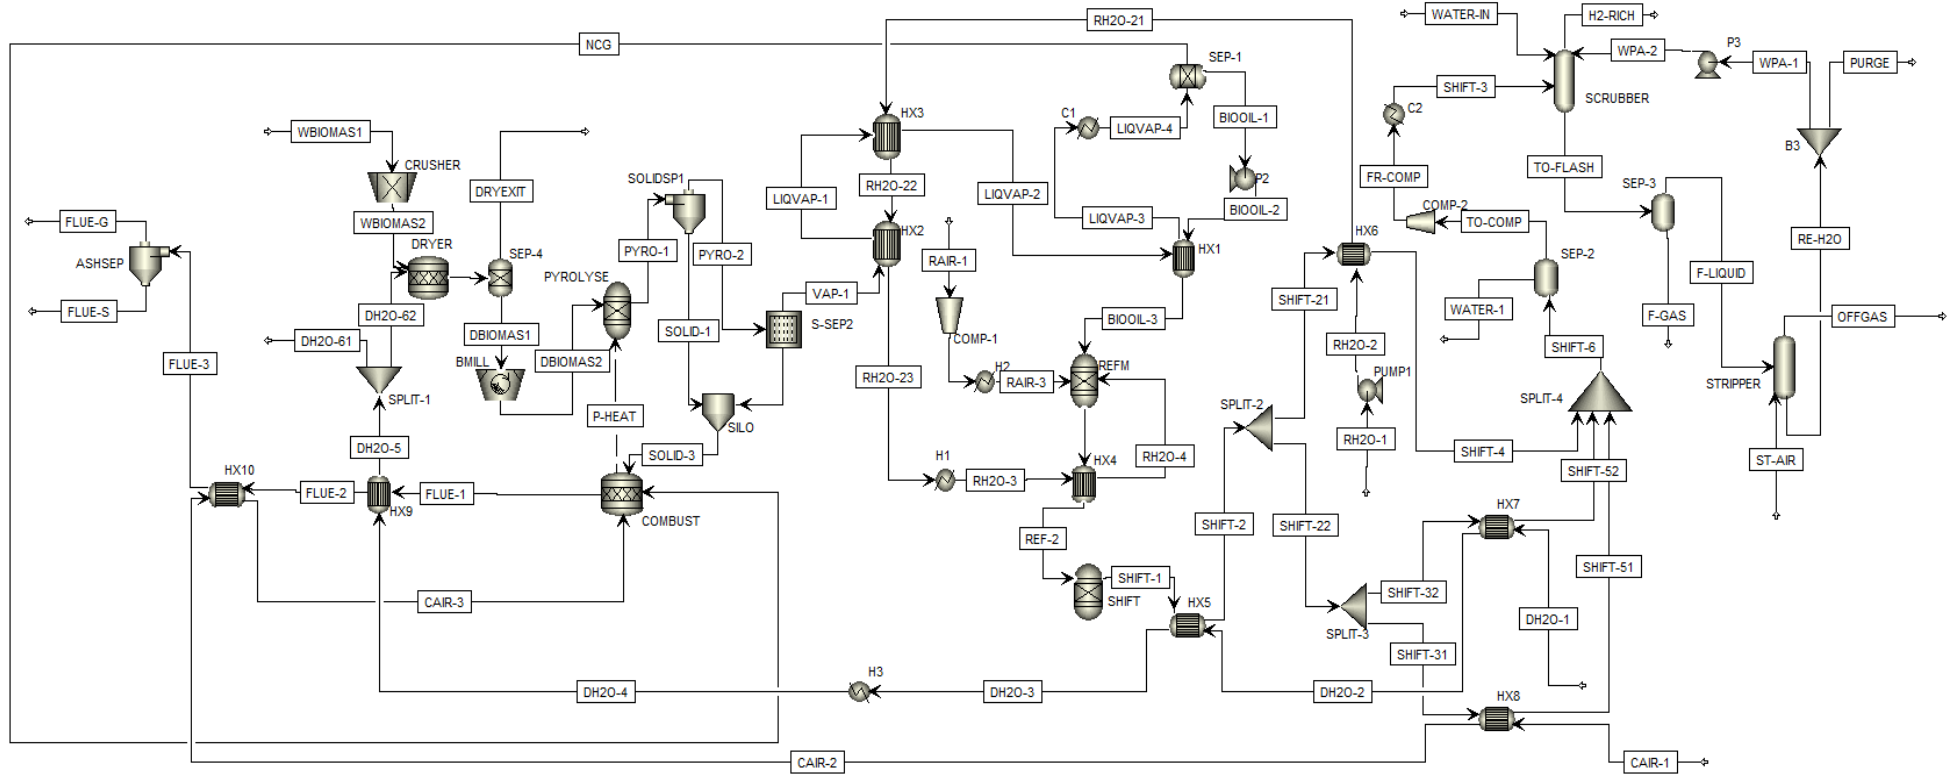 RH2O-21
WATER-IN
H2-RICH
NCG
SEP-1
WPA-2
P3
WPA-1
PURGE
SHIFT-3
C2
SCRUBBER
HX3
C1
LIQVAP-4
BIOOIL-1
WBIOMAS1
CRUSHER
B3
DRYEXIT
SOLIDSP1
RH2O-22
LIQVAP-1
LIQVAP-2
P2
FR-COMP
TO-FLASH
SEP-3
BIOOIL-2
COMP-2
TO-COMP
FLUE-G
WBIOMAS2
DRYER
LIQVAP-3
HX2
HX1
HX6
RE-H2O
ASHSEP
SEP-4
PYRO-1
PYRO-2
RAIR-1
SEP-2
F-LIQUID
PYROLYSE
VAP-1
SHIFT-21
WATER-1
FLUE-S
DH2O-62
S-SEP2
BIOOIL-3
F-GAS
OFFGAS
DH2O-61
DBIOMAS1
SOLID-1
COMP-1
RH2O-2
SHIFT-6
FLUE-3
BMILL
DBIOMAS2
RH2O-23
H2
RAIR-3
REFM
PUMP1
STRIPPER
SPLIT-1
P-HEAT
SILO
SPLIT-2
SPLIT-4
DH2O-5
SOLID-3
RH2O-4
RH2O-1
SHIFT-4
HX10
H1
HX4
SHIFT-52
ST-AIR
FLUE-2
FLUE-1
RH2O-3
HX9
COMBUST
SHIFT-2
SHIFT-22
HX7
REF-2
SHIFT-51
SHIFT-1
SHIFT-32
CAIR-3
SHIFT
HX5
DH2O-1
SPLIT-3
SHIFT-31
H3
DH2O-4
DH2O-3
DH2O-2
HX8
CAIR-2
CAIR-1